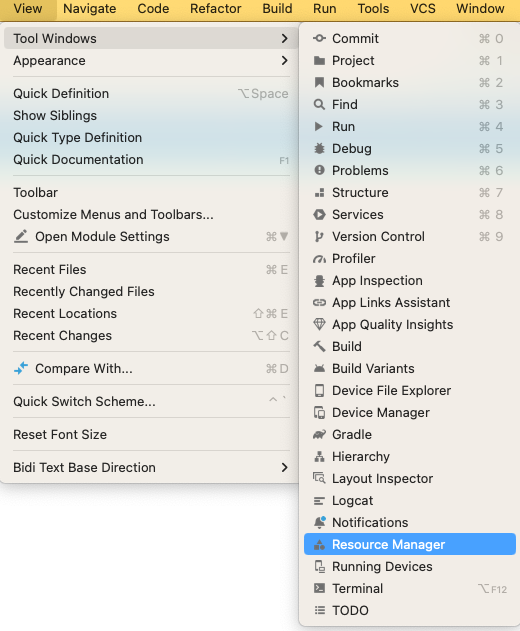 View Navigate Code Refactor Build Run Tools VCS Window
Tool Windows
Appearance
Quick Definition ⌥Space
Show Siblings
Quick Type Definition
Quick Documentation F1
Toolbar
Customize Menus and Toolbars...
Open Module Settings ⌘▼
Recent Files ⌘E
Recently Changed Files
Recent Locations ⇧⌘E
Recent Changes ⌥⇧C
Compare With... ⌘D
Quick Switch Scheme... ⌃`
Reset Font Size
Bidi Text Base Direction
Commit ⌘0
Project ⌘1
Bookmarks ⌘2
Find ⌘3
Run ⌘4
Debug ⌘5
Problems ⌘6
Structure ⌘7
Services ⌘8
Version Control ⌘9
Profiler
App Inspection
App Links Assistant
App Quality Insights
Build
Build Variants
Device File Explorer
Device Manager
Gradle
Hierarchy
Layout Inspector
Logcat
Notifications
Resource Manager
Running Devices
Terminal ⌥F12
TODO